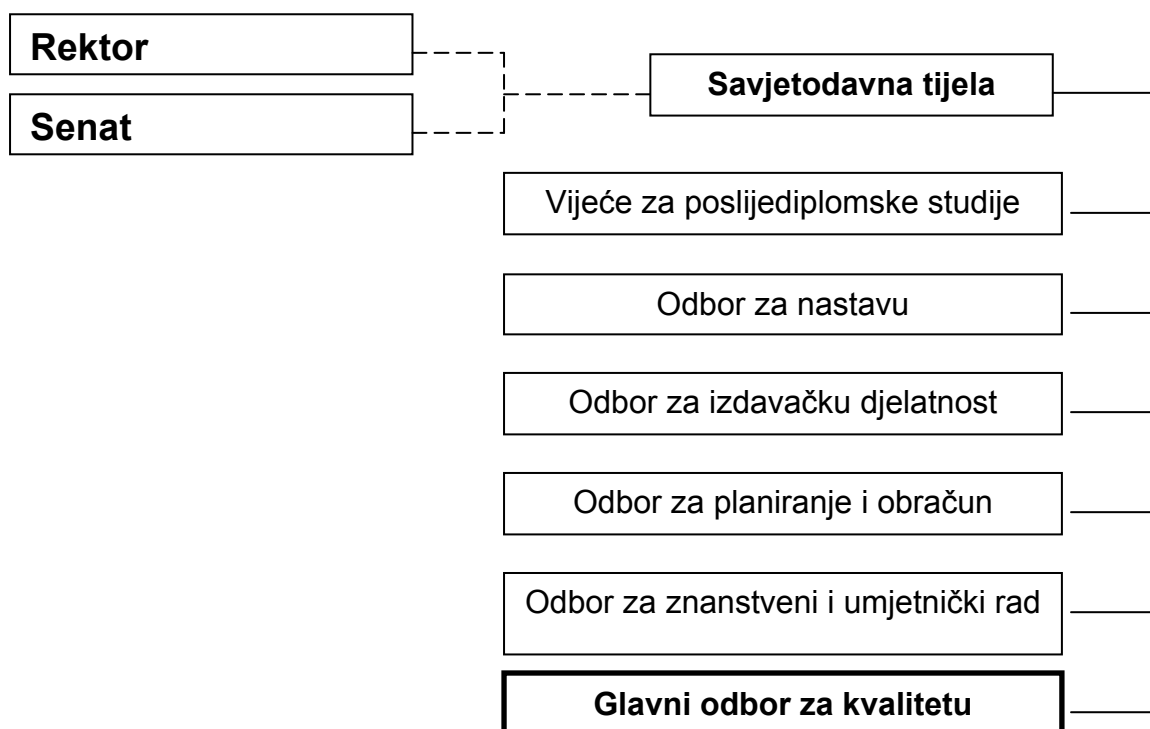 Rektor
Savjetodavna tijela
Senat
Vijeće za poslijediplomske studije
Odbor za nastavu
Odbor za izdavačku djelatnost
Odbor za planiranje i obračun
Odbor za znanstveni i umjetnički rad
Glavni odbor za kvalitetu